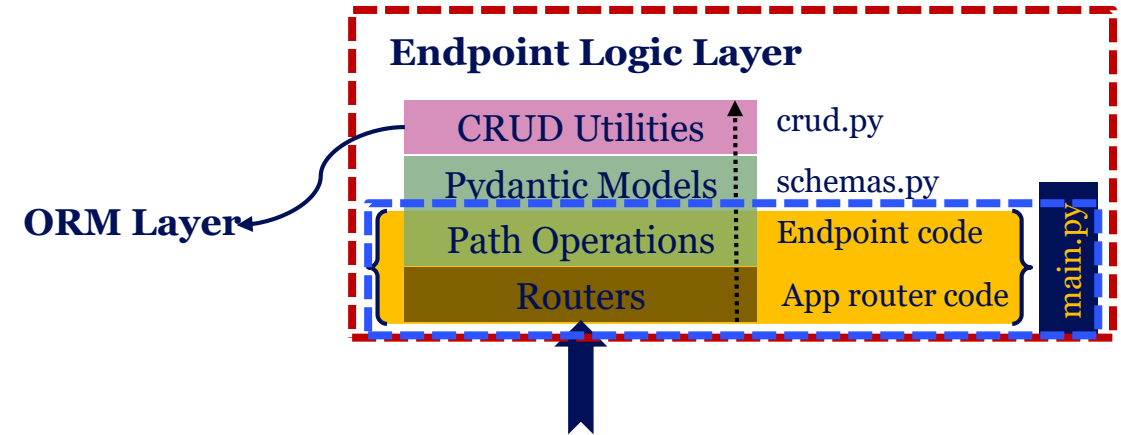 Endpoint Logic Layer
CRUD Utilities
crud.py
Pydantic Models
schemas.py
ORM Layer
Path Operations
Endpoint code
Routers
App router code
main.py